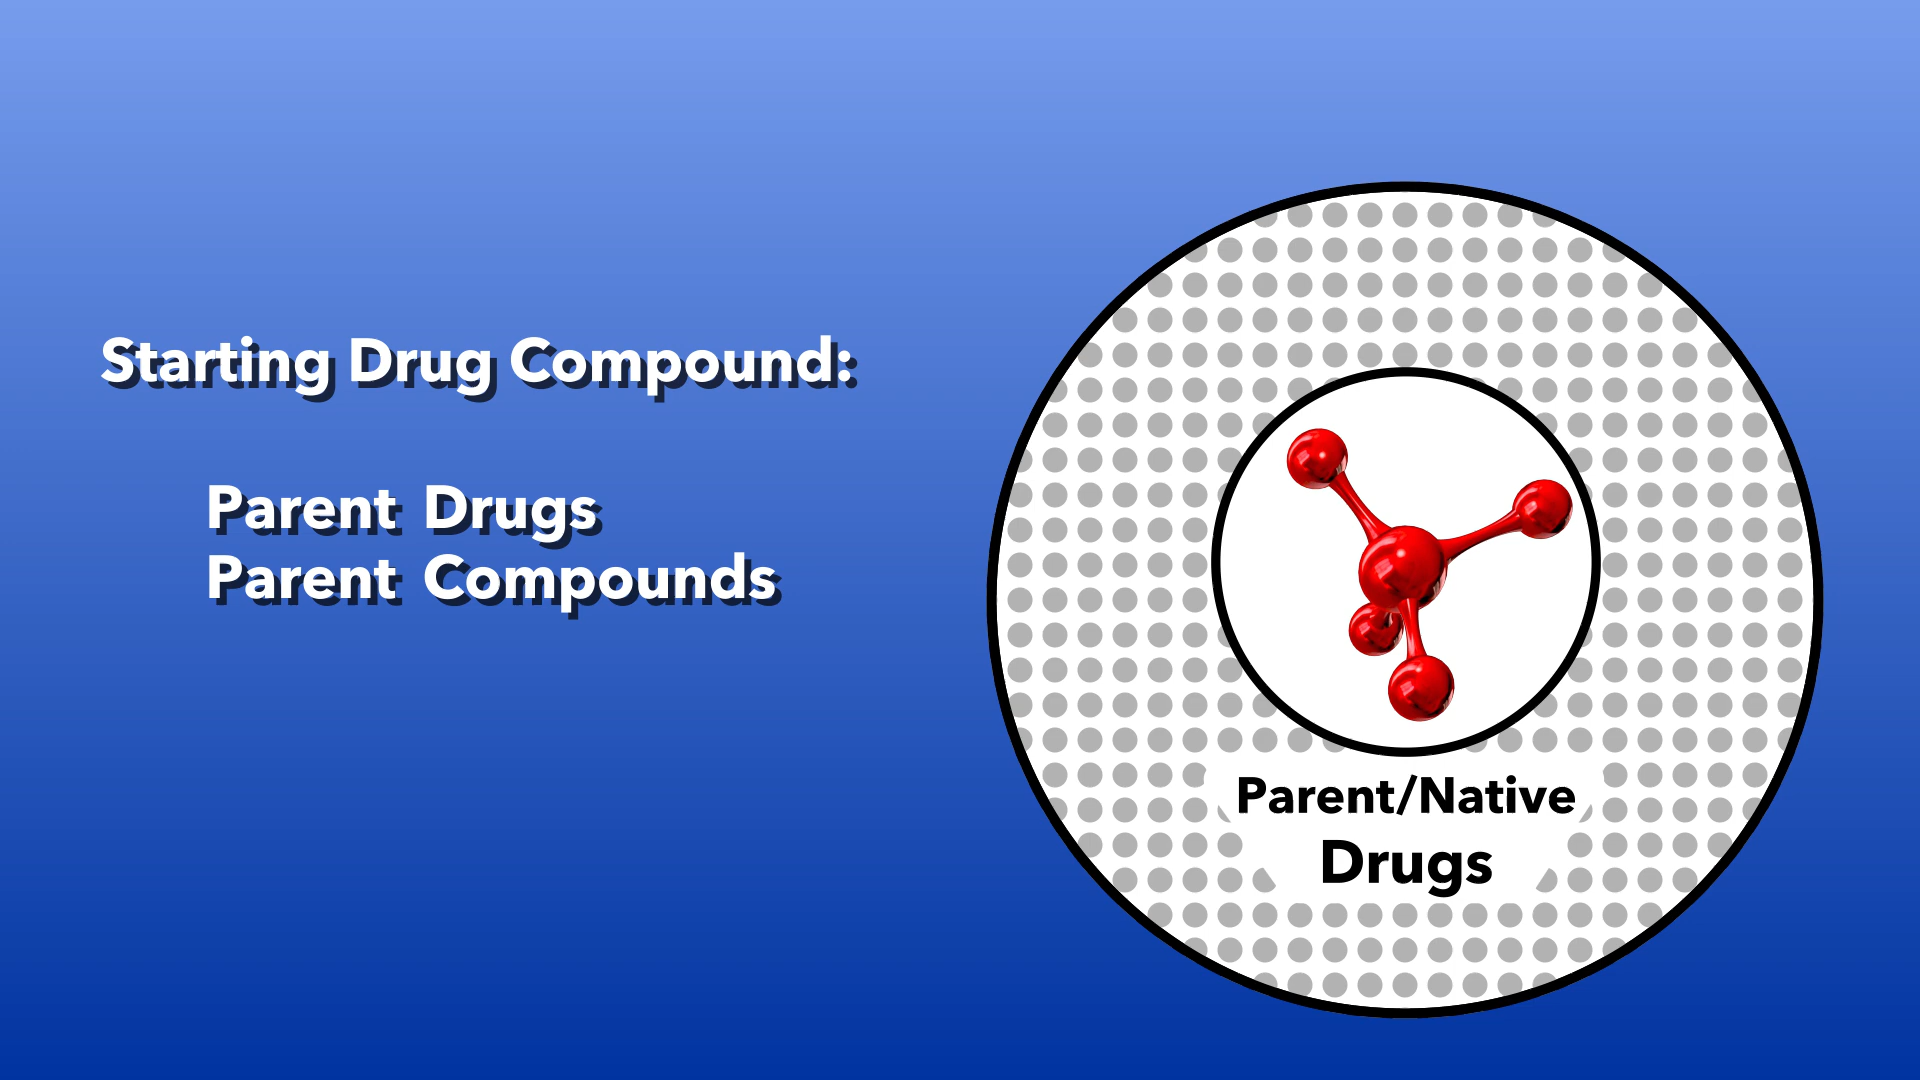 Starting Drug Compound:
Parent Drugs
Parent Compounds
Parent/Native
Drugs